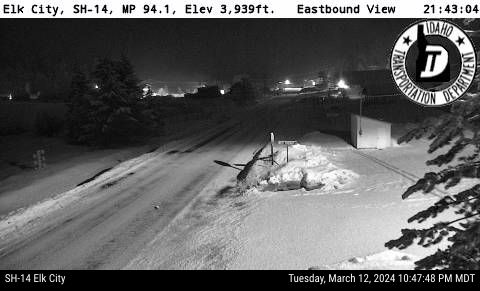 Elk City, SH-14, MP 94.1, Elev 3,939ft. Eastbound View 21:43:04
IDAHO
TRANSPORTATION DEPARTMENT
SH-14 Elk City Tuesday, March 12, 2024 10:47:48 PM MDT